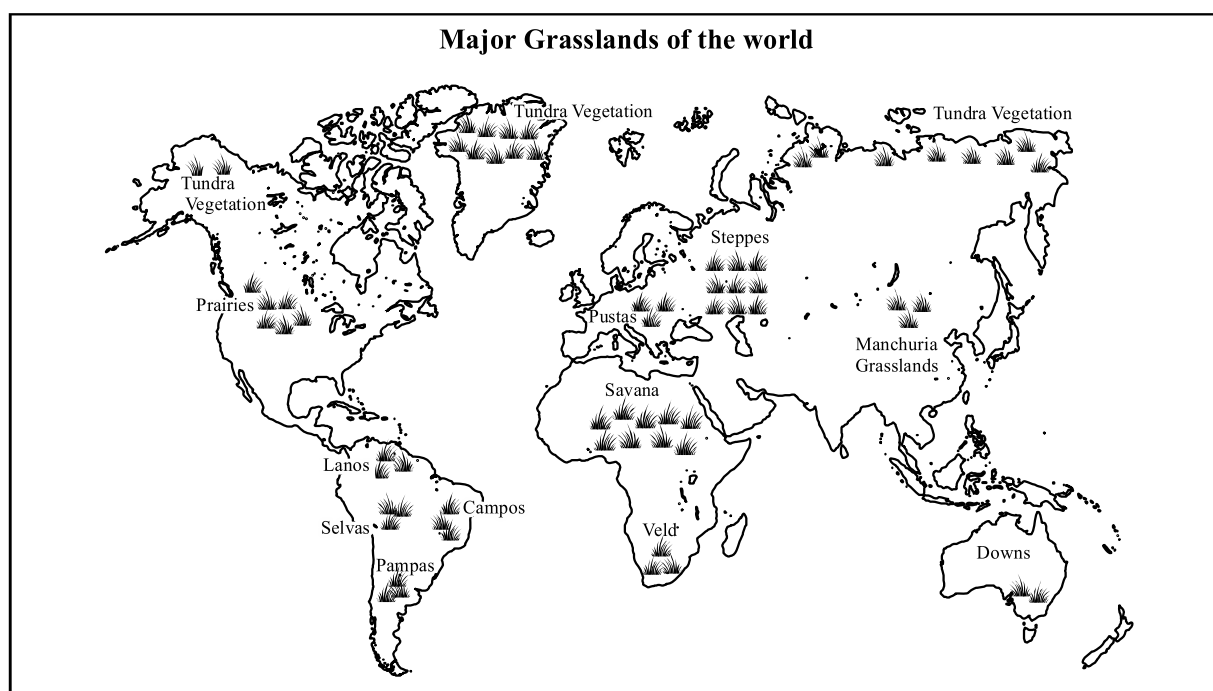 Major Grasslands of the world
Tundra Vegetation
Tundra Vegetation
Tundra
Vegetation
Steppes
Prairies
Pustas
Manchuria
Grasslands
Savana
Lanos
Campos
Selvas
Veld
Downs
Pampas